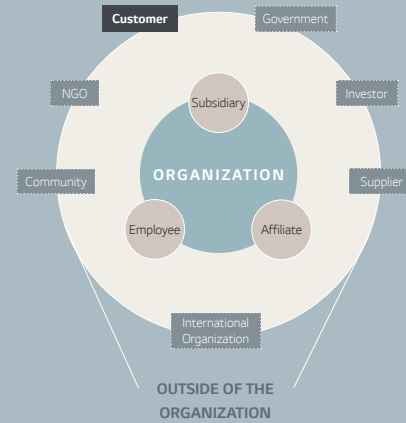 Customer
Government
NGO
Investor
Subsidiary
Community
ORGANIZATION
Supplier
Employee
Affiliate
International
Organization
OUTSIDE OF THE
ORGANIZATION